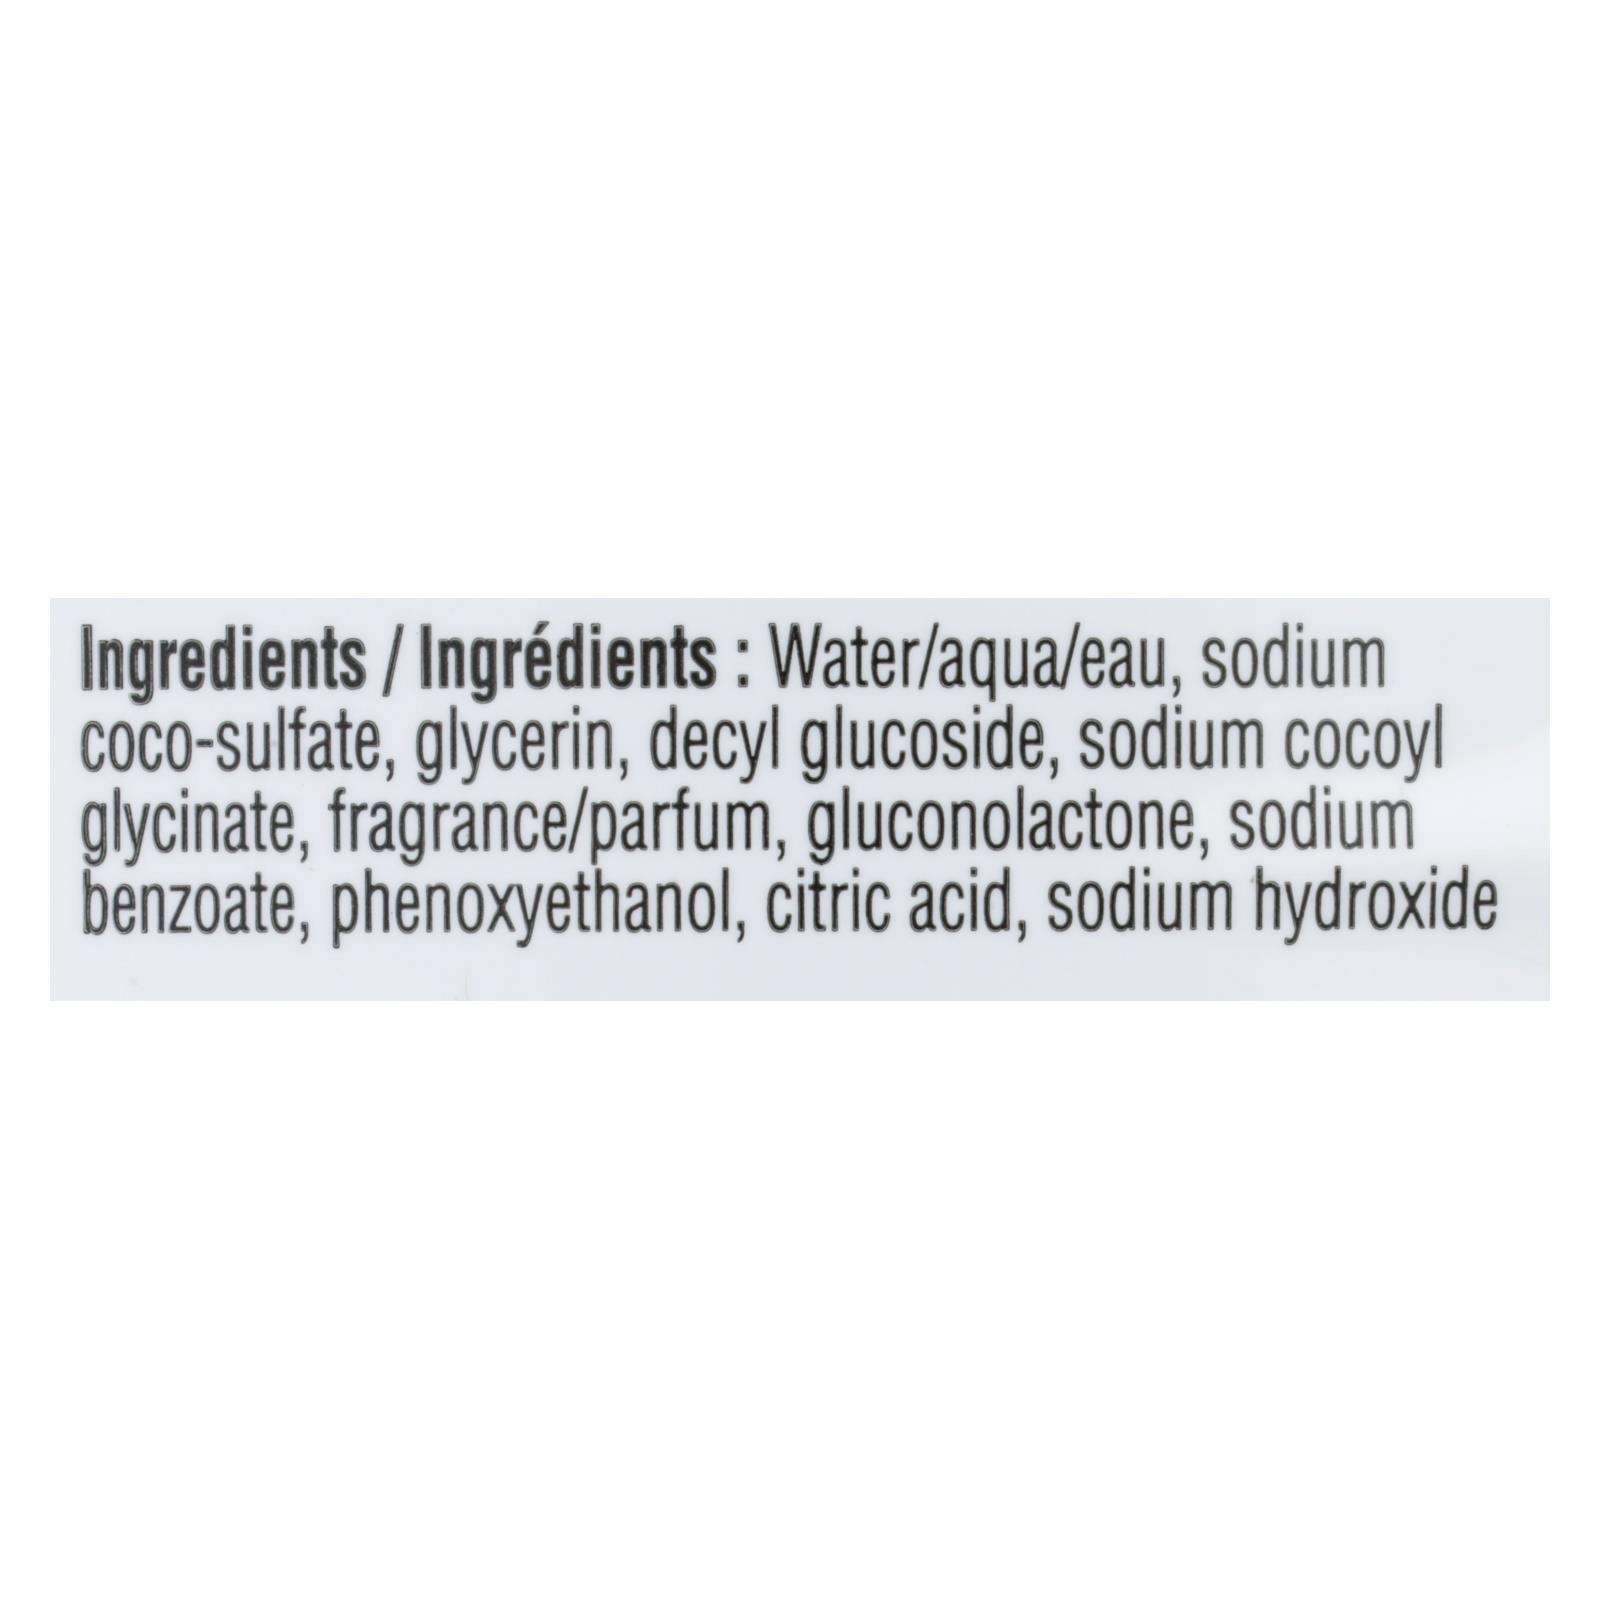 Ingredients / Ingrédients : Water/aqua/eau, sodium
coco-sulfate, glycerin, decyl glucoside, sodium cocoyl
glycinate, fragrance/parfum, gluconolactone, sodium
benzoate, phenoxyethanol, citric acid, sodium hydroxide